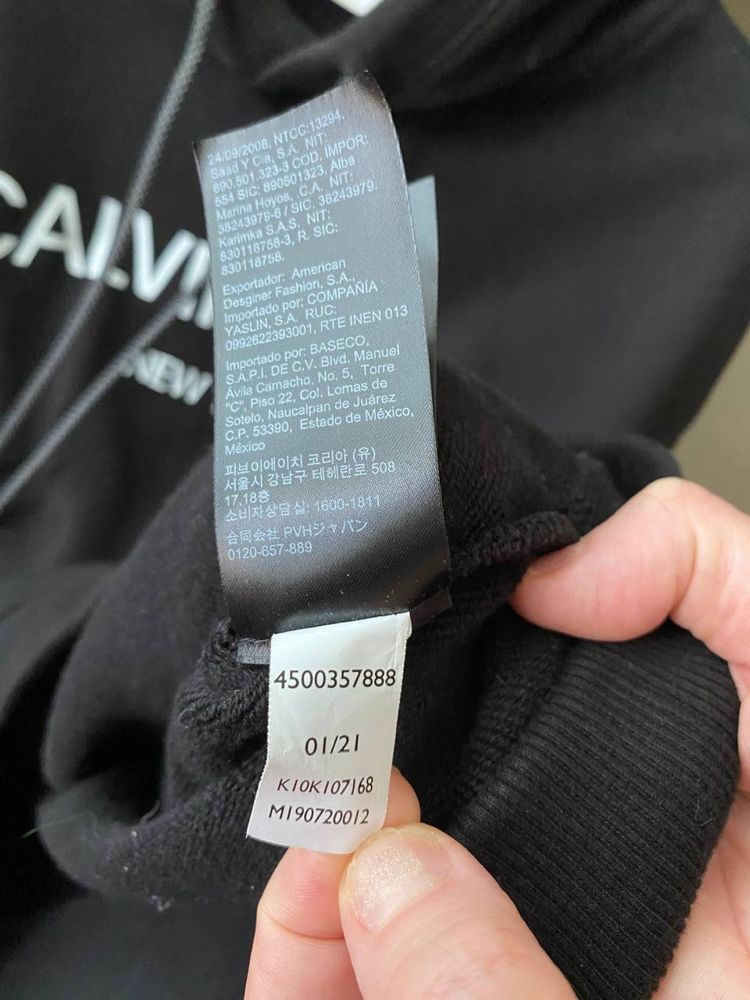 CALVI
NEW
24/09/2008, NTCC:13294.
Saad Y Cia, S.A. NIT:
890.501.323-3 COD. IMPOR:
554 SIC: 890501323, Alba
Marina Hoyos, C.A. NIT:
38243979-6 / SIC. 38243979.
Karimka S.A.S, NIT:
830118758-3, R. SIC:
830118758.
Exportador: American
Desginer Fashion, S.A.,
Importado por: COMPAÑÍA
YASLIN, S.A. RUC:
0992622393001, RTE INEN 013
Importado por: BASECO,
S.A.P.I. DE C.V. Blvd. Manuel
Ávila Camacho, No. 5, Torre
"C", Piso 22, Col. Lomas de
Sotelo, Naucalpan de Juárez
C.P. 53390, Estado de México,
México
피브이에이치 코리아 (유)
서울시 강남구 테헤란로 508
17,18층
소비자상담실: 1600-1811
合同会社 PVHジャパン
0120-657-889
4500357888
01/21
K10K107168
M190720012